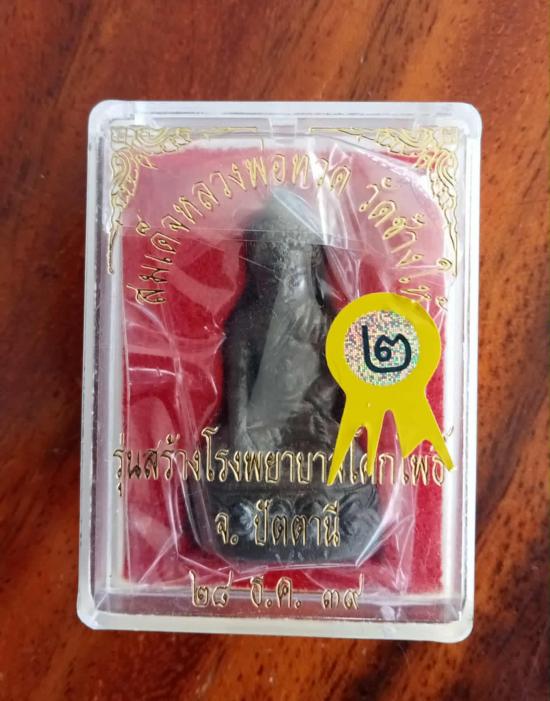 สมเด็จหลวงพ่อทวด วัดช้างให้
๒
รุ่นสร้างโรงพยาบาลโคกโพธิ์
จ. ปัตตานี
๒๘ ธ.ค. ๓๙